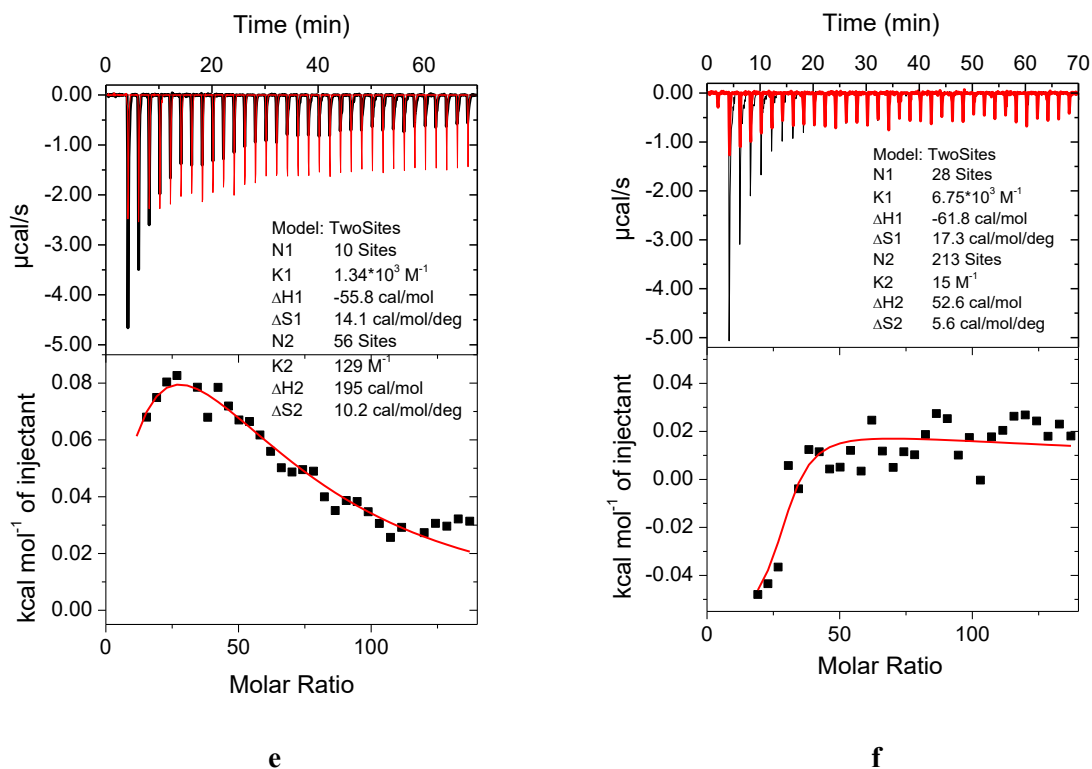 Time (min)
0 20 40 60
0.00
-1.00
-2.00
-3.00
-4.00
-5.00
µcal/s
Model: TwoSites
N1 10 Sites
K1 1.34*10³ M⁻¹
ΔH1 -55.8 cal/mol
ΔS1 14.1 cal/mol/deg
N2 56 Sites
K2 129 M⁻¹
ΔH2 195 cal/mol
ΔS2 10.2 cal/mol/deg
0.08
0.06
0.04
0.02
0.00
kcal mol⁻¹ of injectant
0 50 100
Molar Ratio
e
Time (min)
0 10 20 30 40 50 60 70
0.00
-1.00
-2.00
-3.00
-4.00
-5.00
µcal/s
Model: TwoSites
N1 28 Sites
K1 6.75*10³ M⁻¹
ΔH1 -61.8 cal/mol
ΔS1 17.3 cal/mol/deg
N2 213 Sites
K2 15 M⁻¹
ΔH2 52.6 cal/mol
ΔS2 5.6 cal/mol/deg
0.04
0.02
0.00
-0.02
-0.04
kcal mol⁻¹ of injectant
0 50 100
Molar Ratio
f